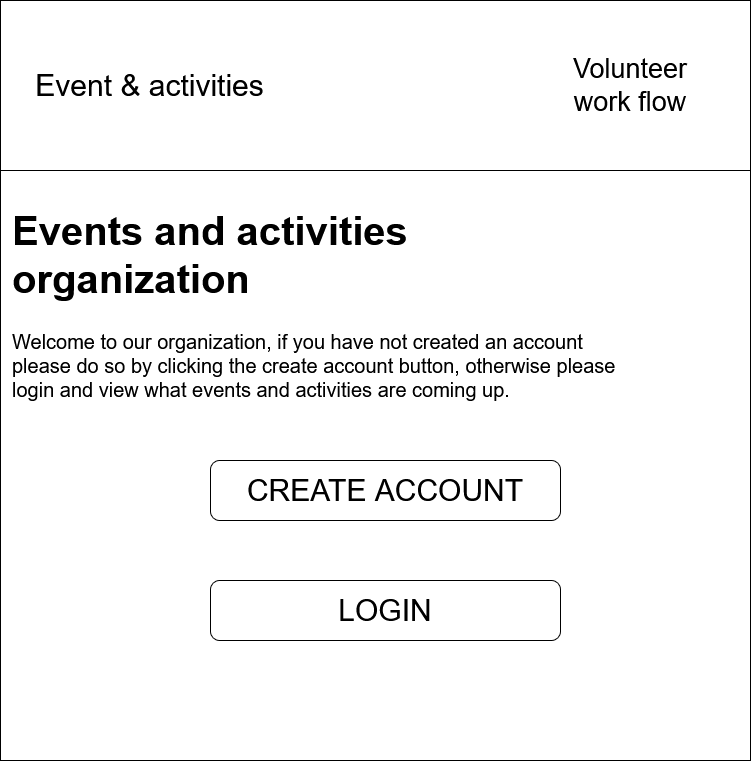 Event & activities
Volunteer
work flow
Events and activities
organization
Welcome to our organization, if you have not created an account
please do so by clicking the create account button, otherwise please
login and view what events and activities are coming up.
CREATE ACCOUNT
LOGIN